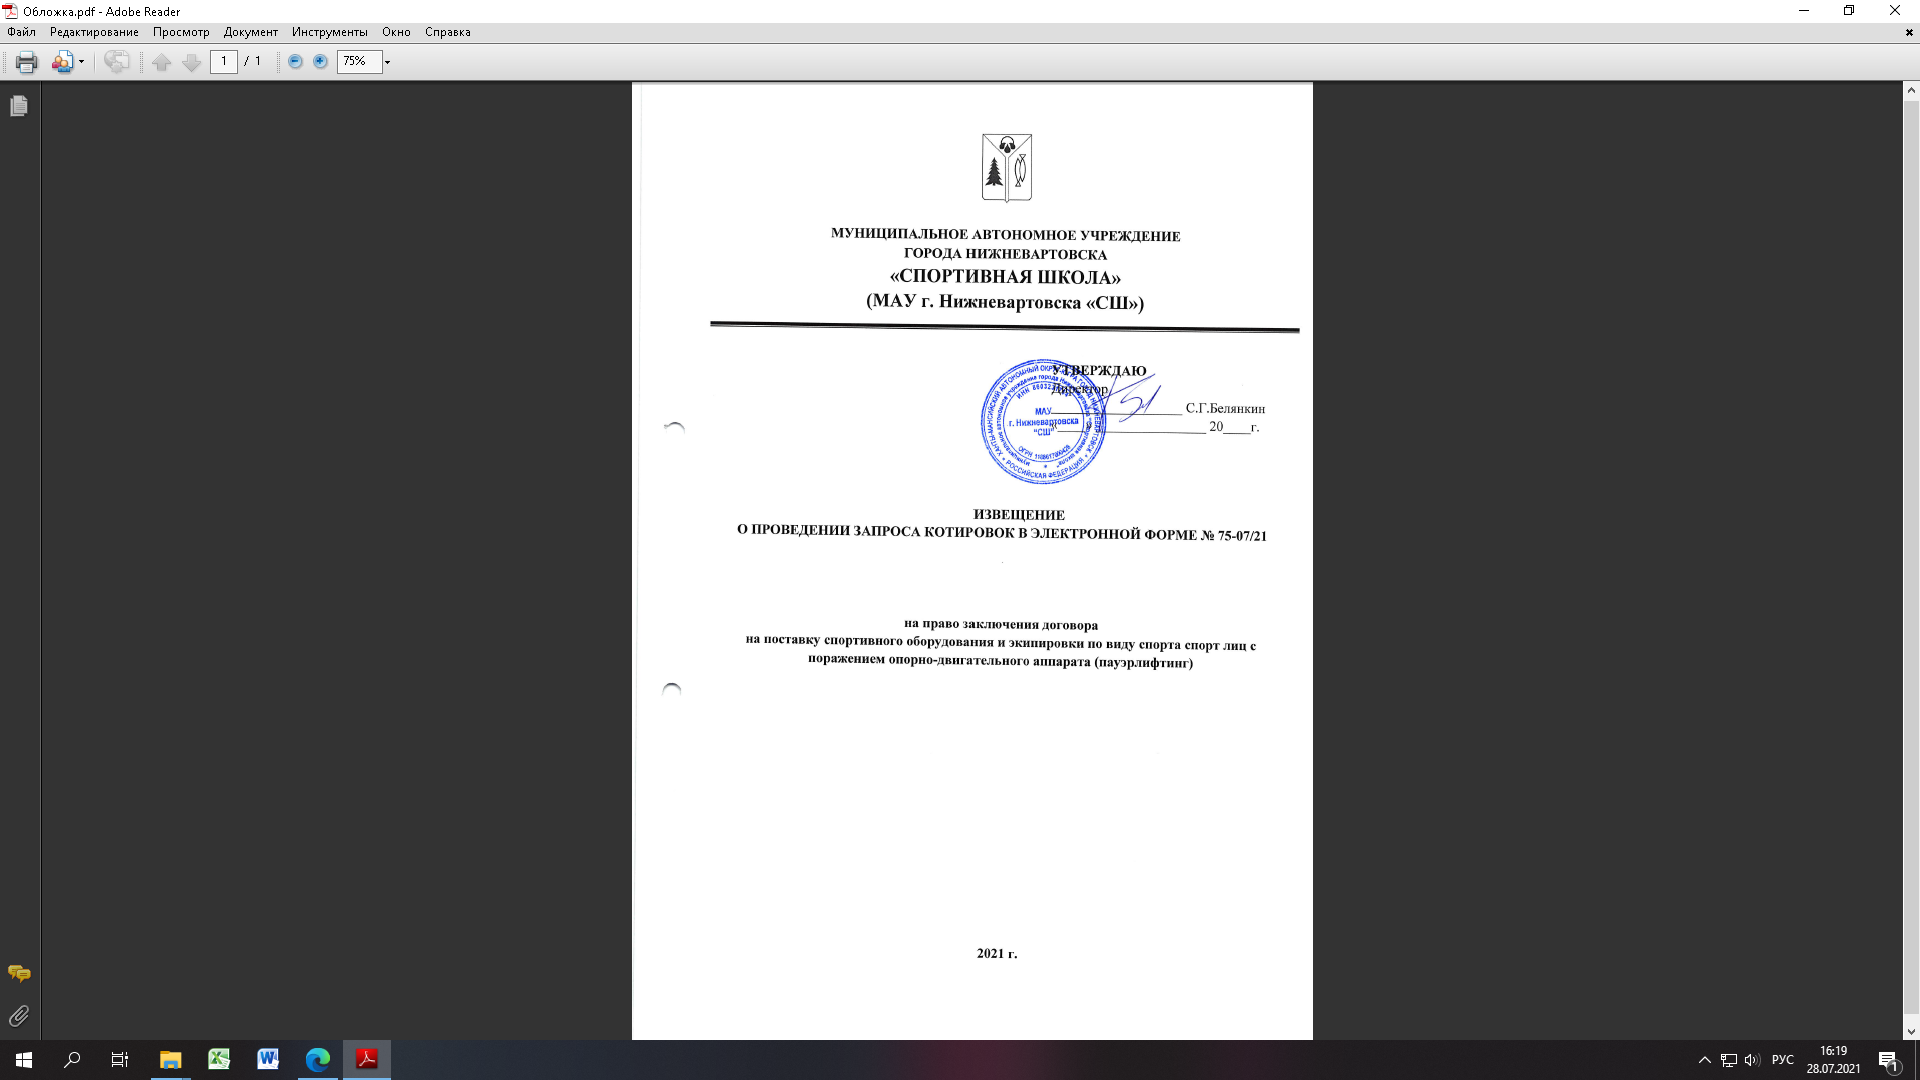 Обложка.pdf - Adobe Reader
Файл Редактирование Просмотр Документ Инструменты Окно Справка
1 / 1 75%
МУНИЦИПАЛЬНОЕ АВТОНОМНОЕ УЧРЕЖДЕНИЕ
ГОРОДА НИЖНЕВАРТОВСКА
«СПОРТИВНАЯ ШКОЛА»
(МАУ г. Нижневартовска «СШ»)
УТВЕРЖДАЮ
Директор
С.Г.Белянкин
20____г.
МАУ
г. Нижневартовска
"СШ"
РОССИЙСКАЯ ФЕДЕРАЦИЯ
ИЗВЕЩЕНИЕ
О ПРОВЕДЕНИИ ЗАПРОСА КОТИРОВОК В ЭЛЕКТРОННОЙ ФОРМЕ № 75-07/21
на право заключения договора
на поставку спортивного оборудования и экипировки по виду спорта спорт лиц с
поражением опорно-двигательного аппарата (пауэрлифтинг)
2021 г.
РУС
16:19
28.07.2021
1